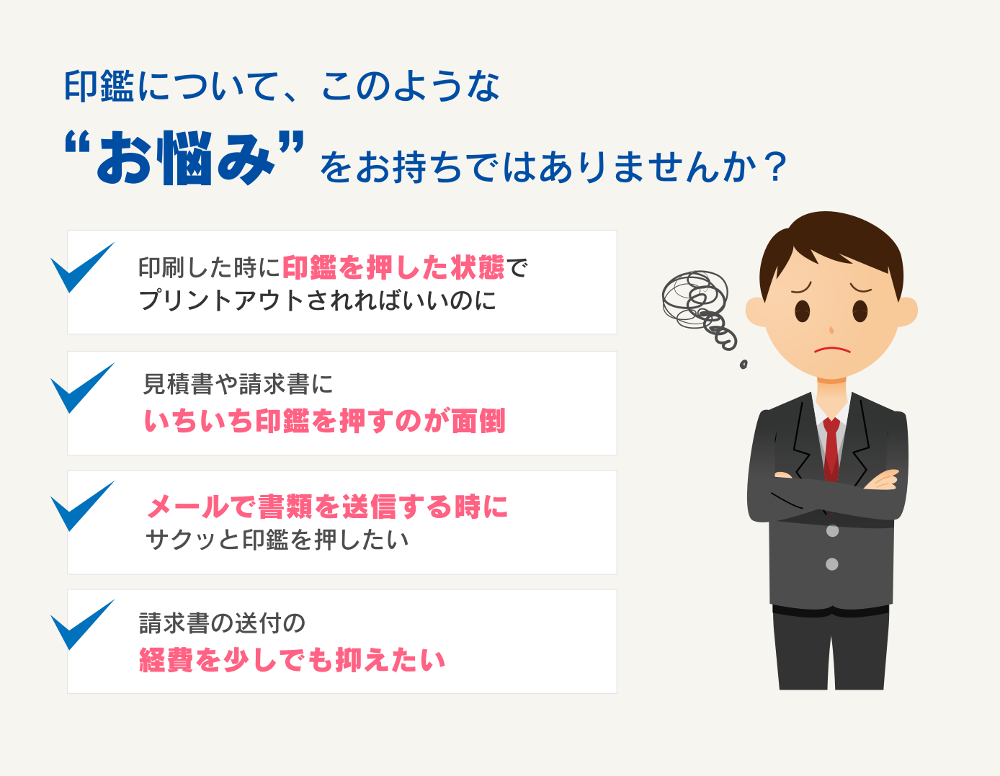 印鑑について、このような
“お悩み”をお持ちではありませんか？
印刷した時に印鑑を押した状態で
プリントアウトされればいいのに
見積書や請求書に
いちいち印鑑を押すのが面倒
メールで書類を送信する時に
サクッと印鑑を押したい
請求書の送付の
経費を少しでも抑えたい